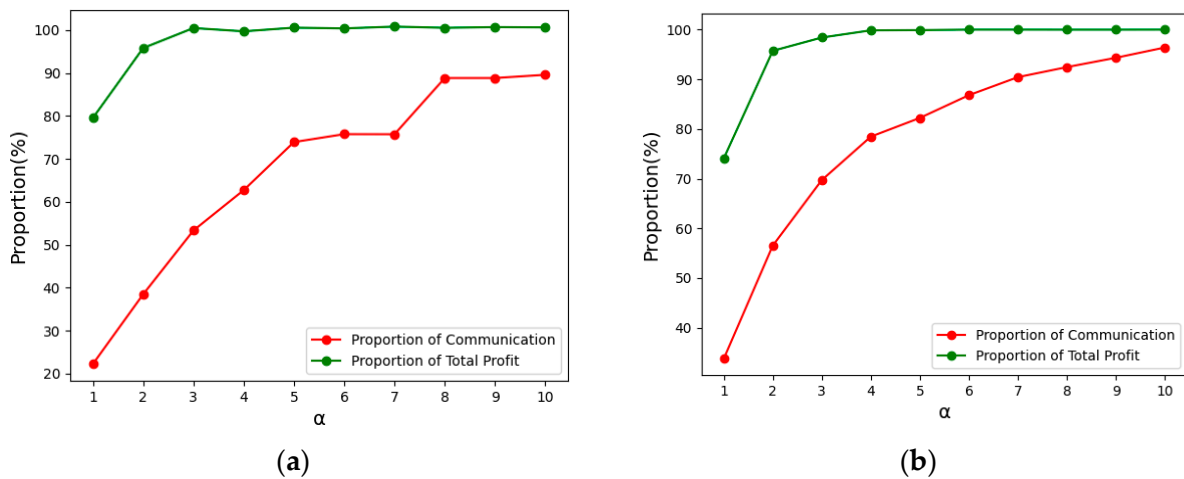 100
90
80
70
60
50
40
30
20
Proportion(%)
Proportion of Communication
Proportion of Total Profit
1 2 3 4 5 6 7 8 9 10
α
(a)
100
90
80
70
60
50
40
Proportion(%)
Proportion of Communication
Proportion of Total Profit
1 2 3 4 5 6 7 8 9 10
α
(b)